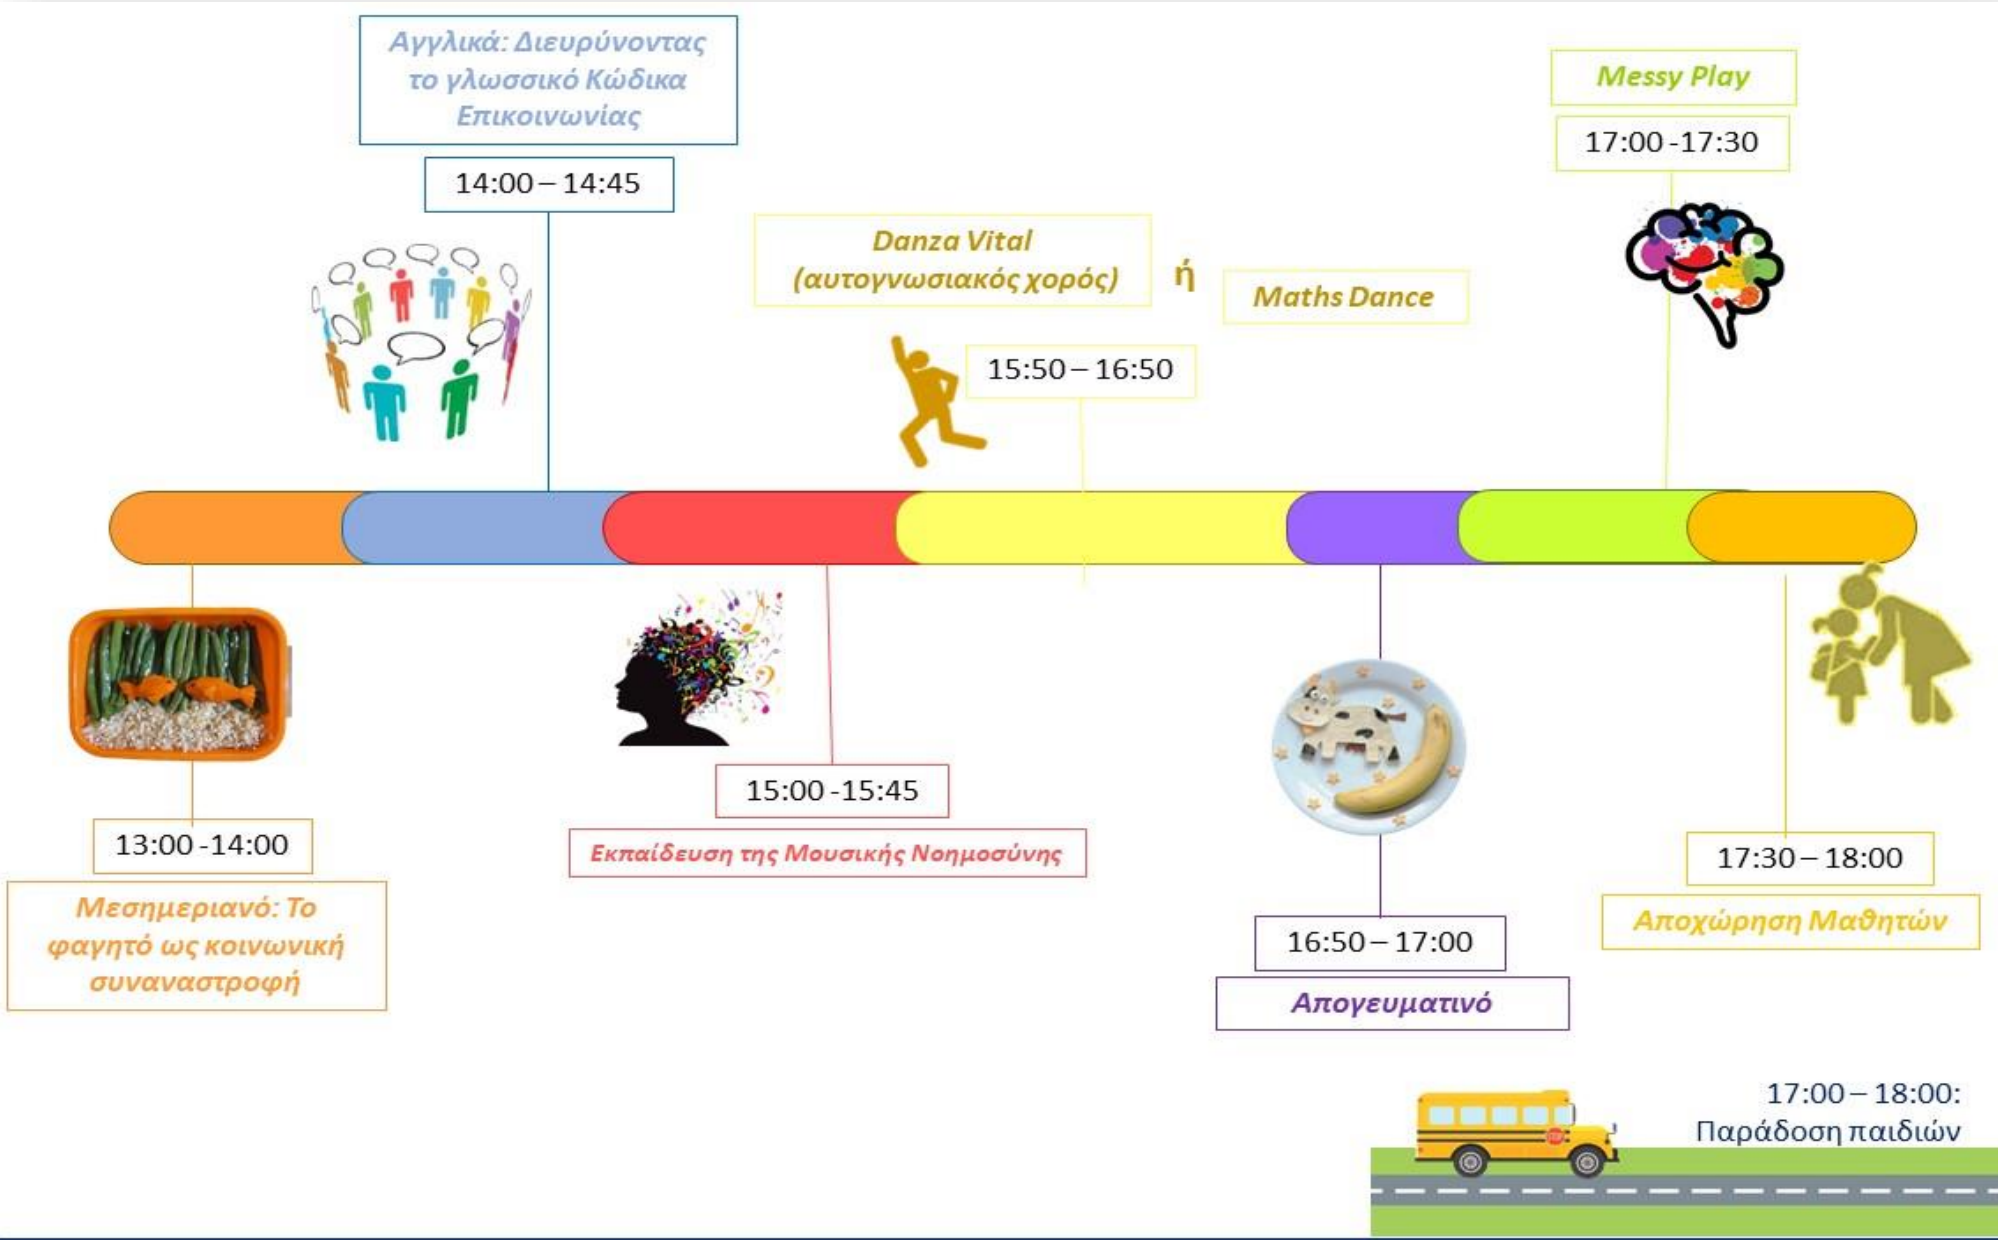 Αγγλικά: Διευρύνοντας
το γλωσσικό Κώδικα
Επικοινωνίας
14:00 – 14:45
Messy Play
17:00 -17:30
Danza Vital
(αυτογνωσιακός χορός)
ή
Maths Dance
15:50 – 16:50
13:00 -14:00
Μεσημεριανό: Το
φαγητό ως κοινωνική
συναναστροφή
15:00 -15:45
Εκπαίδευση της Μουσικής Νοημοσύνης
16:50 – 17:00
Απογευματινό
17:30 – 18:00
Αποχώρηση Μαθητών
17:00 – 18:00:
Παράδοση παιδιών
STOP